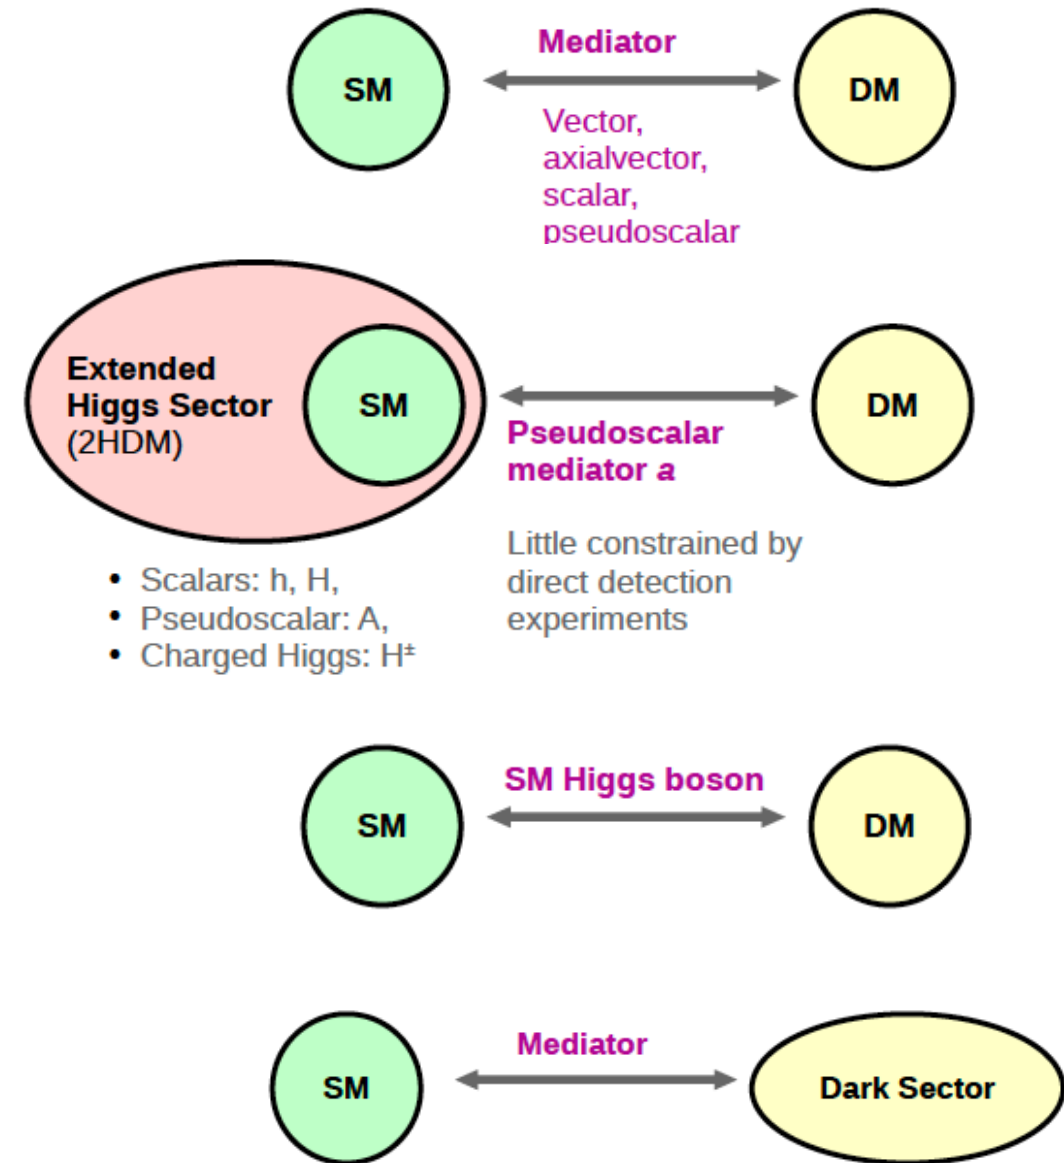 Mediator
SM
DM
Vector,
axialvector,
scalar,
pseudoscalar
Extended
Higgs Sector
(2HDM)
SM
DM
Pseudoscalar
mediator a
Little constrained by
direct detection
experiments
• Scalars: h, H,
• Pseudoscalar: A,
• Charged Higgs: H±
SM Higgs boson
SM
DM
Mediator
SM
Dark Sector